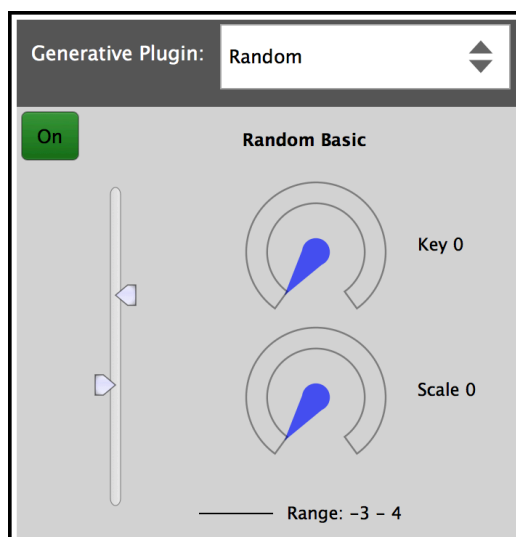 Generative Plugin: Random
On
Random Basic
Key 0
Scale 0
Range: -3 - 4